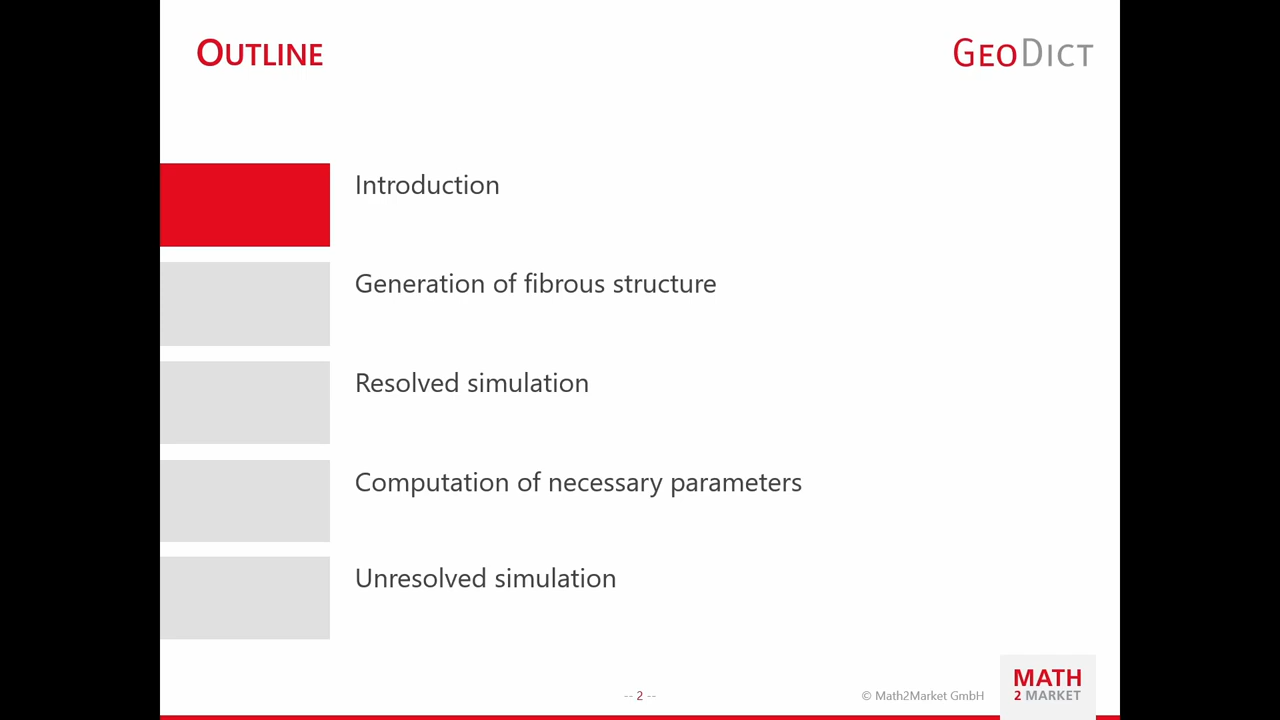 OUTLINE
GEODICT
Introduction
Generation of fibrous structure
Resolved simulation
Computation of necessary parameters
Unresolved simulation
-- 2 --
© Math2Market GmbH
MATH
2 MARKET